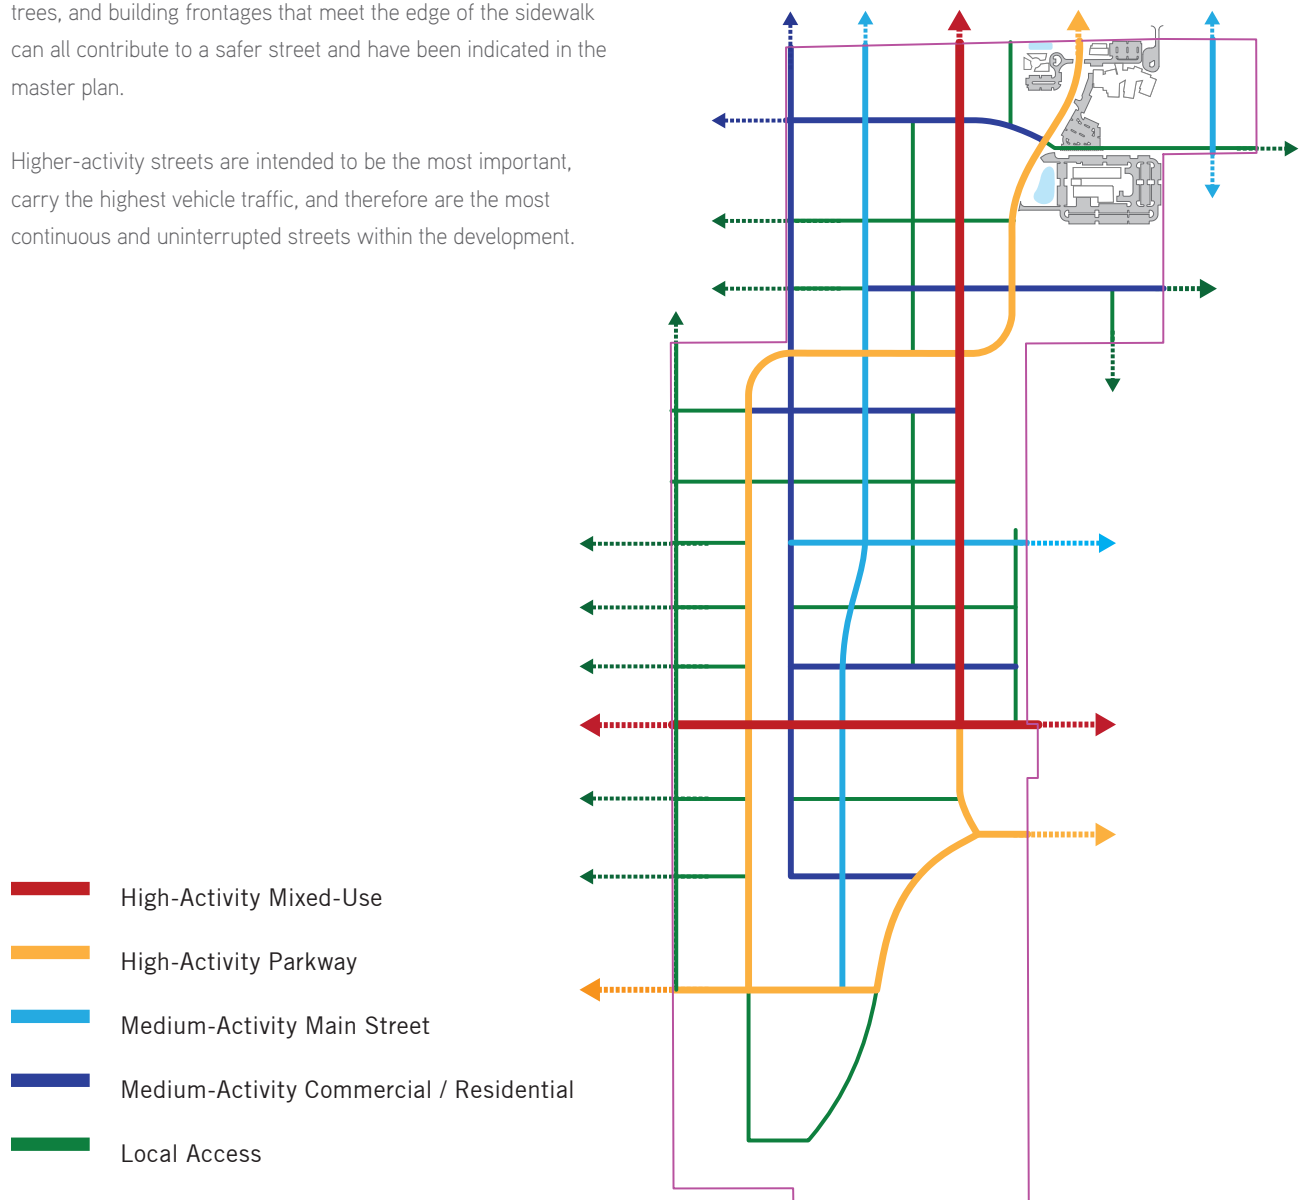 trees, and building frontages that meet the edge of the sidewalk
can all contribute to a safer street and have been indicated in the
master plan.
Higher-activity streets are intended to be the most important,
carry the highest vehicle traffic, and therefore are the most
continuous and uninterrupted streets within the development.
High-Activity Mixed-Use
High-Activity Parkway
Medium-Activity Main Street
Medium-Activity Commercial / Residential
Local Access